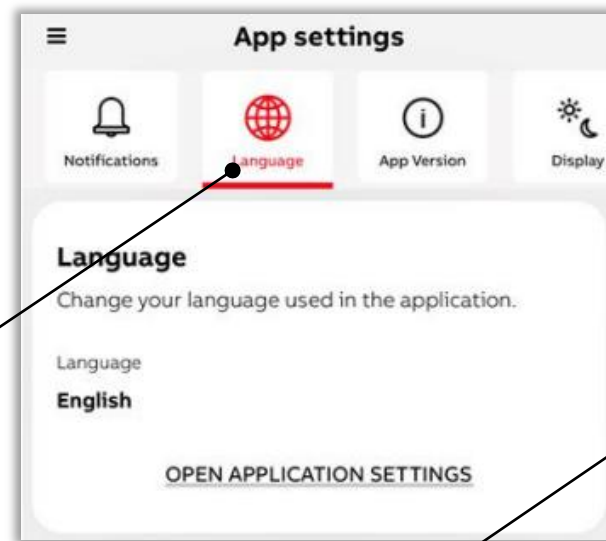 App settings
Notifications
Language
App Version
Display
Language
Change your language used in the application.
Language
English
OPEN APPLICATION SETTINGS